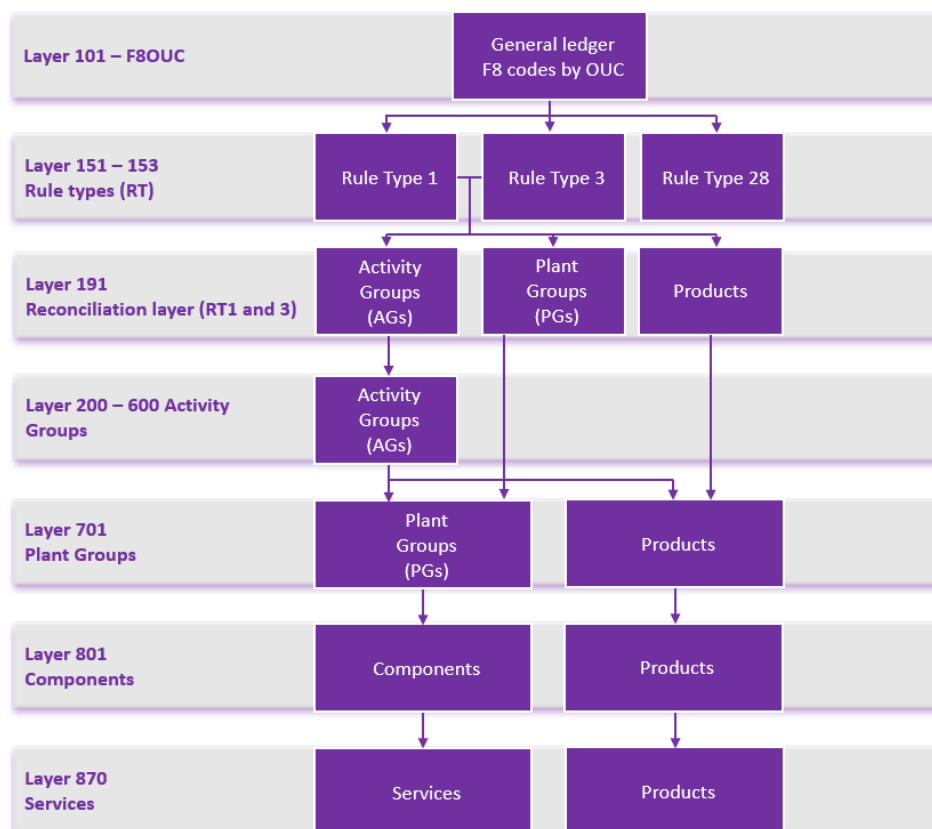 Layer 101 – F8OUC
General ledger
F8 codes by OUC
Layer 151 – 153
Rule types (RT)
Rule Type 1
Rule Type 3
Rule Type 28
Layer 191
Reconciliation layer (RT1 and 3)
Activity
Groups
(AGs)
Plant
Groups
(PGs)
Products
Layer 200 – 600 Activity
Groups
Activity
Groups
(AGs)
Layer 701
Plant Groups
Plant
Groups
(PGs)
Products
Layer 801
Components
Components
Products
Layer 870
Services
Services
Products